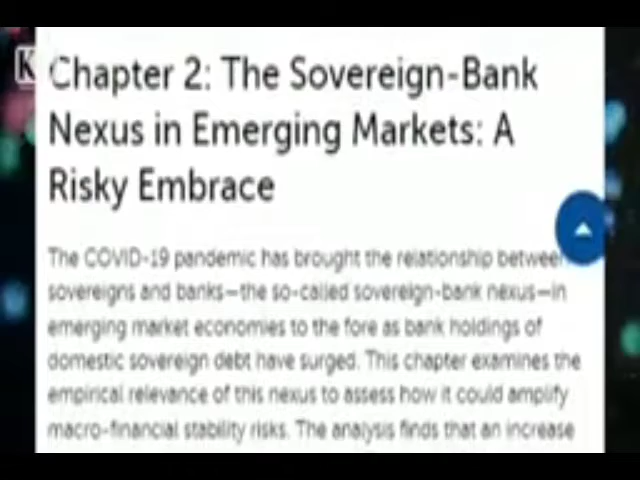 K
Chapter 2: The Sovereign-Bank
Nexus in Emerging Markets: A
Risky Embrace
The COVID-19 pandemic has brought the relationship between
sovereigns and banks—the so-called sovereign-bank nexus—in
emerging market economies to the fore as bank holdings of
domestic sovereign debt have surged. This chapter examines the
empirical relevance of this nexus to assess how it could amplify
macro-financial stability risks. The analysis finds that an increase